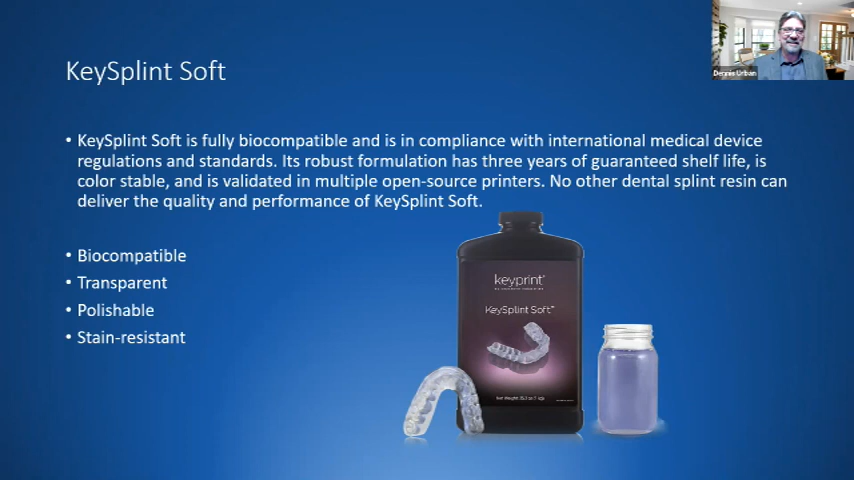 KeySplint Soft
Dennis Urban
• KeySplint Soft is fully biocompatible and is in compliance with international medical device
regulations and standards. Its robust formulation has three years of guaranteed shelf life, is
color stable, and is validated in multiple open-source printers. No other dental splint resin can
deliver the quality and performance of KeySplint Soft.
• Biocompatible
• Transparent
• Polishable
• Stain-resistant
keyprint®
KeySplint Soft™